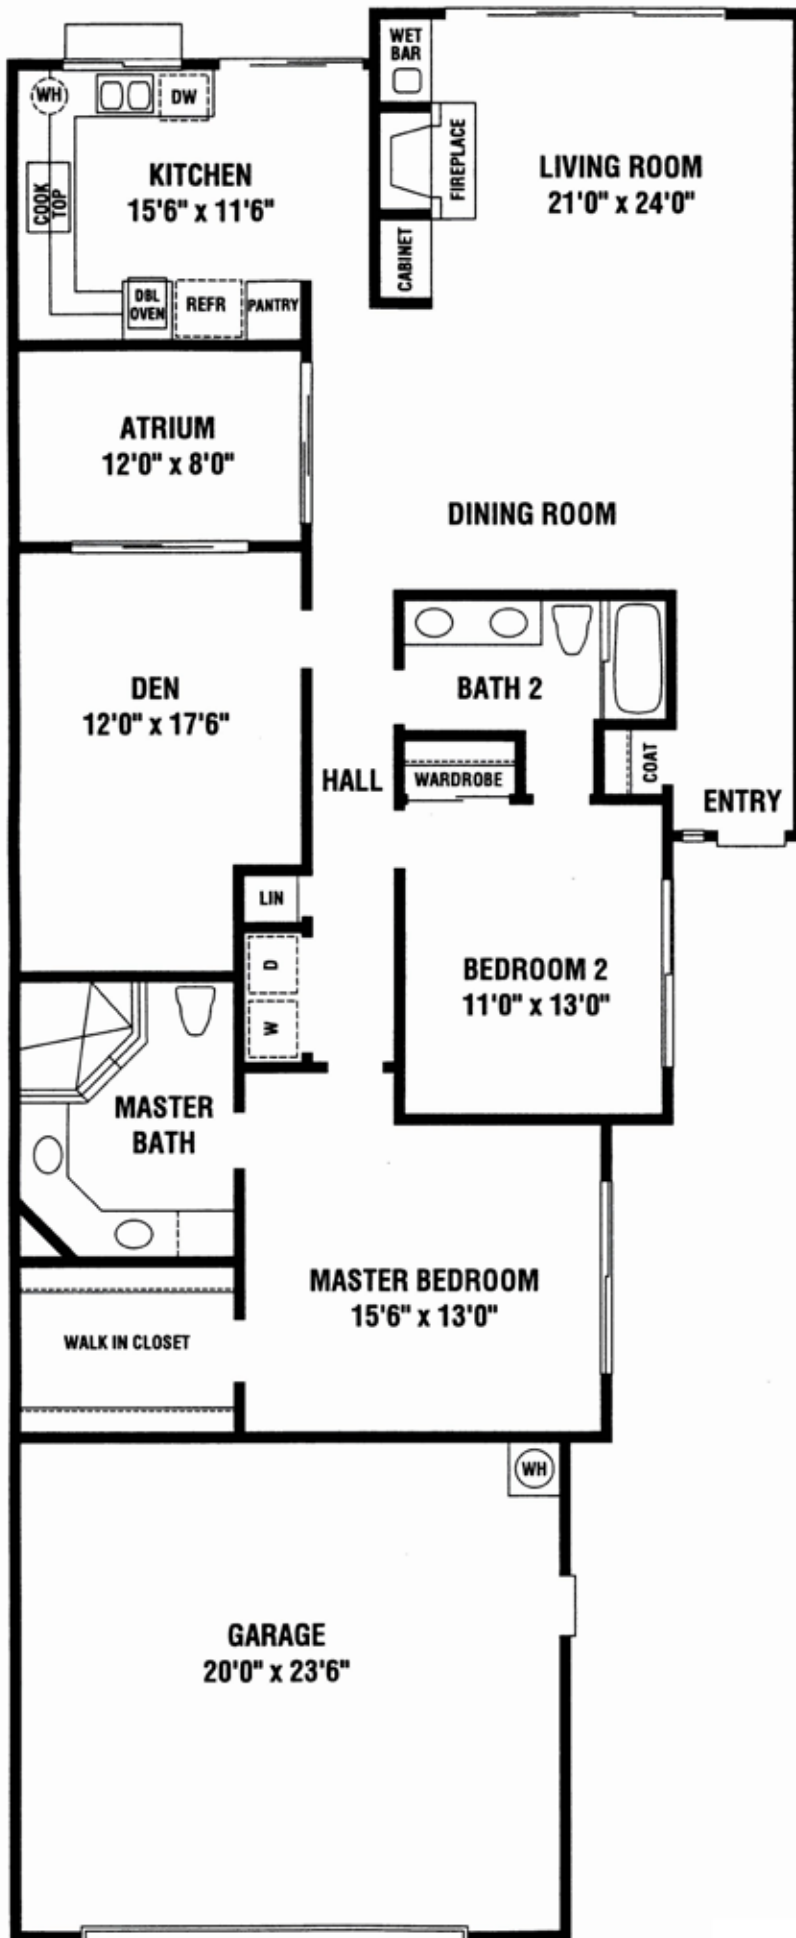 WET
BAR
WH
DW
KITCHEN
15'6" x 11'6"
COOK
TOP
FIREPLACE
LIVING ROOM
21'0" x 24'0"
CABINET
DBL
OVEN
REFR
PANTRY
ATRIUM
12'0" x 8'0"
DINING ROOM
DEN
12'0" x 17'6"
BATH 2
HALL
WARDROBE
COAT
ENTRY
LIN
D
W
BEDROOM 2
11'0" x 13'0"
MASTER
BATH
MASTER BEDROOM
15'6" x 13'0"
WALK IN CLOSET
WH
GARAGE
20'0" x 23'6"